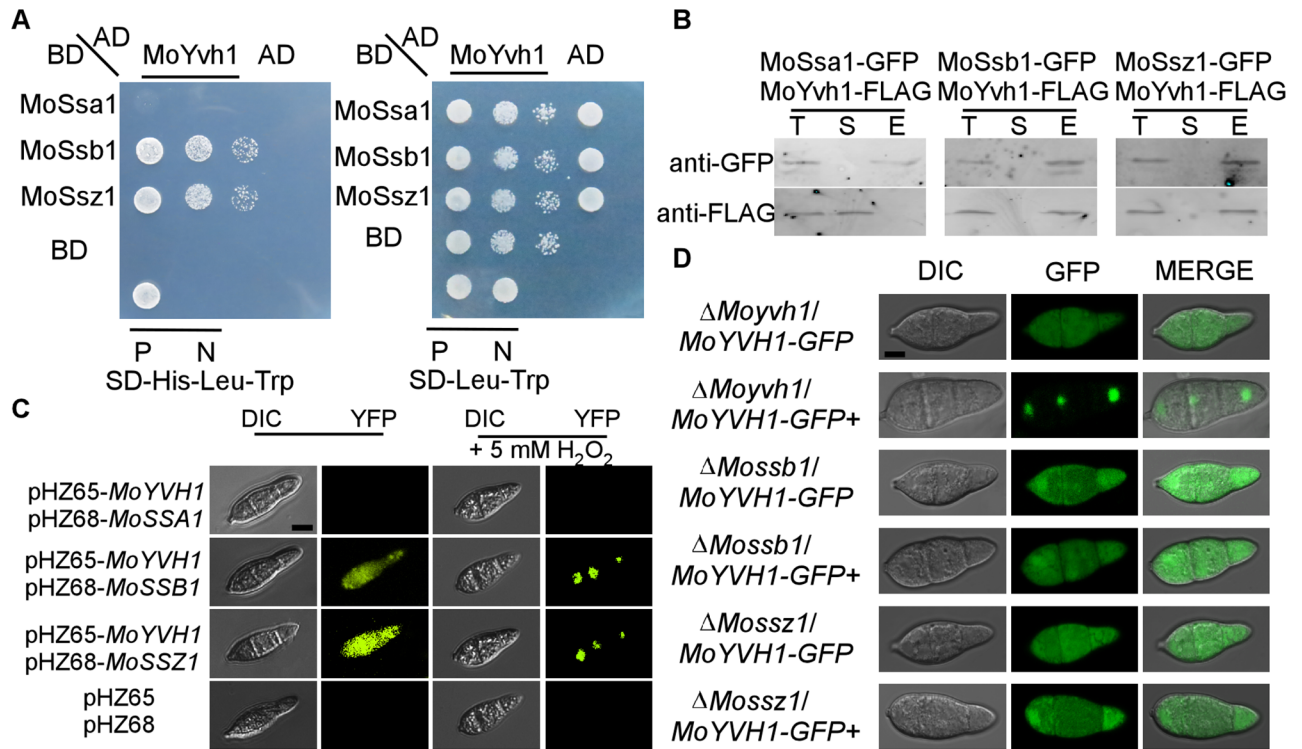 A
BD AD MoYvh1 AD
MoSsa1
MoSsb1
MoSsz1
BD
P N
SD-His-Leu-Trp
BD AD MoYvh1 AD
MoSsa1
MoSsb1
MoSsz1
BD
P N
SD-Leu-Trp
B
MoSsa1-GFP MoSsb1-GFP MoSsz1-GFP
MoYvh1-FLAG MoYvh1-FLAG MoYvh1-FLAG
T S E T S E T S E
anti-GFP
anti-FLAG
C
DIC YFP DIC YFP
+ 5 mM H₂O₂
pHZ65-MoYVH1
pHZ68-MoSSA1
pHZ65-MoYVH1
pHZ68-MoSSB1
pHZ65-MoYVH1
pHZ68-MoSSZ1
pHZ65
pHZ68
D
DIC GFP MERGE
ΔMoyvh1/
MoYVH1-GFP
ΔMoyvh1/
MoYVH1-GFP+
ΔMossb1/
MoYVH1-GFP
ΔMossb1/
MoYVH1-GFP+
ΔMossz1/
MoYVH1-GFP
ΔMossz1/
MoYVH1-GFP+